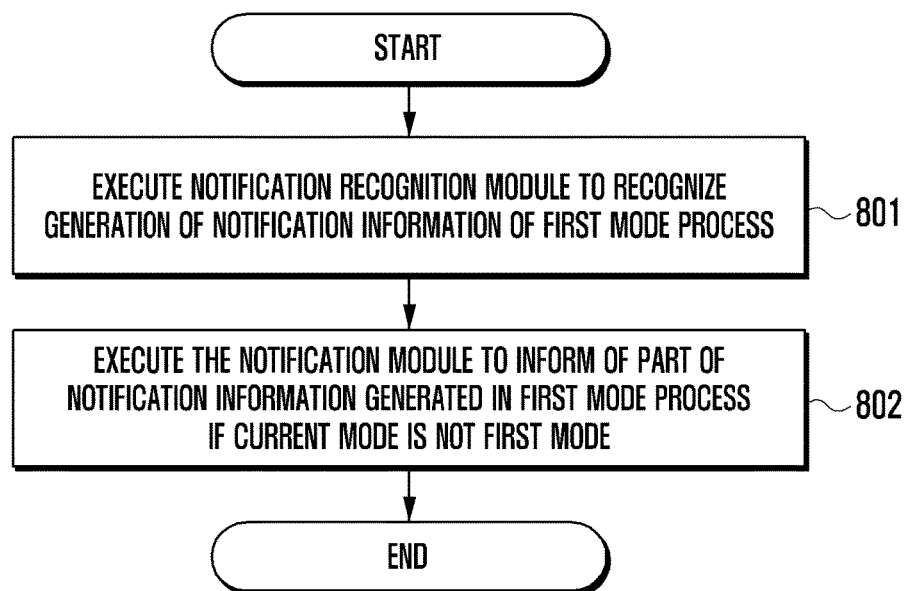 START
EXECUTE NOTIFICATION RECOGNITION MODULE TO RECOGNIZE
GENERATION OF NOTIFICATION INFORMATION OF FIRST MODE PROCESS
801
EXECUTE THE NOTIFICATION MODULE TO INFORM OF PART OF
NOTIFICATION INFORMATION GENERATED IN FIRST MODE PROCESS
IF CURRENT MODE IS NOT FIRST MODE
802
END